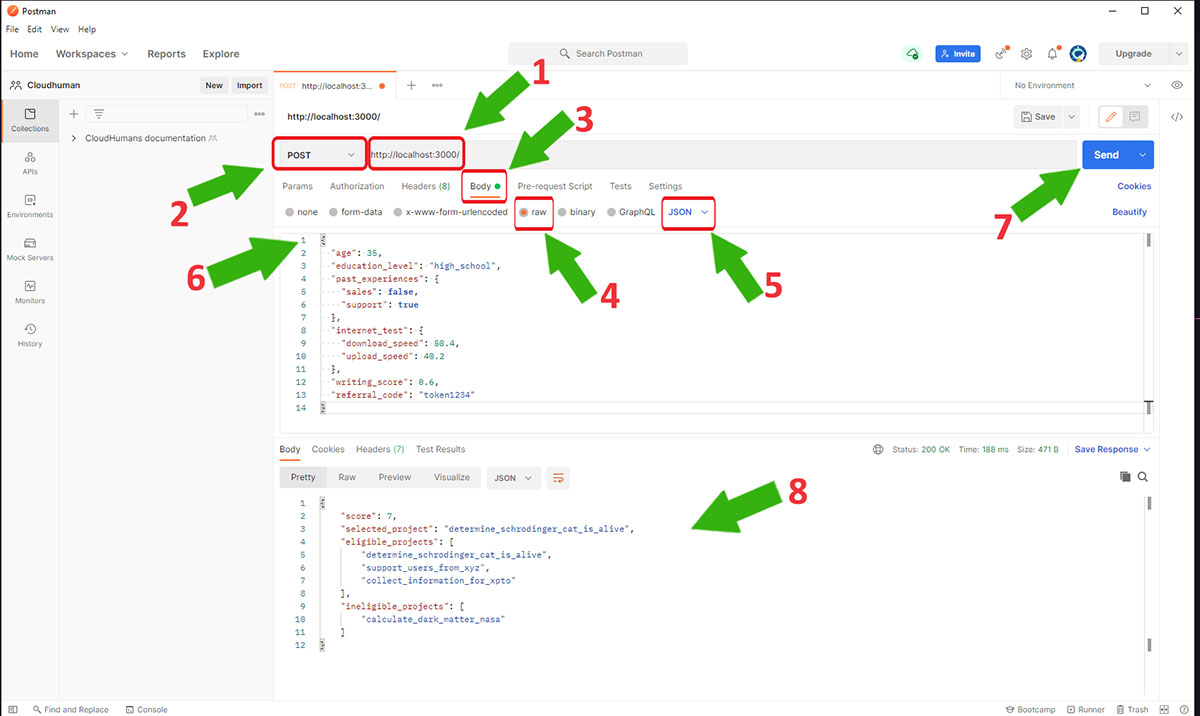 Postman
File Edit View Help
Home Workspaces Reports Explore Search Postman Invite Upgrade
Cloudhuman New Import POST http://localhost:3... No Environment
Collections
CloudHumans documentation
http://localhost:3000/ Save
1
3
2
POST http://localhost:3000/ Send
7
Params Authorization Headers (8) Body Pre-request Script Tests Settings Cookies
none form-data x-www-form-urlencoded raw binary GraphQL JSON Beautify
APIs
Environments
Mock Servers
Monitors
History
6
4
5
1 {
2 "age": 35,
3 "education_level": "high_school",
4 "past_experiences": {
5 "sales": false,
6 "support": true
7 },
8 "internet_test": {
9 "download_speed": 50.4,
10 "upload_speed": 40.2
11 },
12 "writing_score": 0.6,
13 "referral_code": "token1234"
14 }
Body Cookies Headers (7) Test Results Status: 200 OK Time: 188 ms Size: 471 B Save Response
Pretty Raw Preview Visualize JSON
8
1 {
2 "score": 7,
3 "selected_project": "determine_schrodinger_cat_is_alive",
4 "eligible_projects": [
5 "determine_schrodinger_cat_is_alive",
6 "support_users_from_xyz",
7 "collect_information_for_xpto"
8 ],
9 "ineligible_projects": [
10 "calculate_dark_matter_nasa"
11 ]
12 }
Find and Replace Console Bootcamp Runner Trash